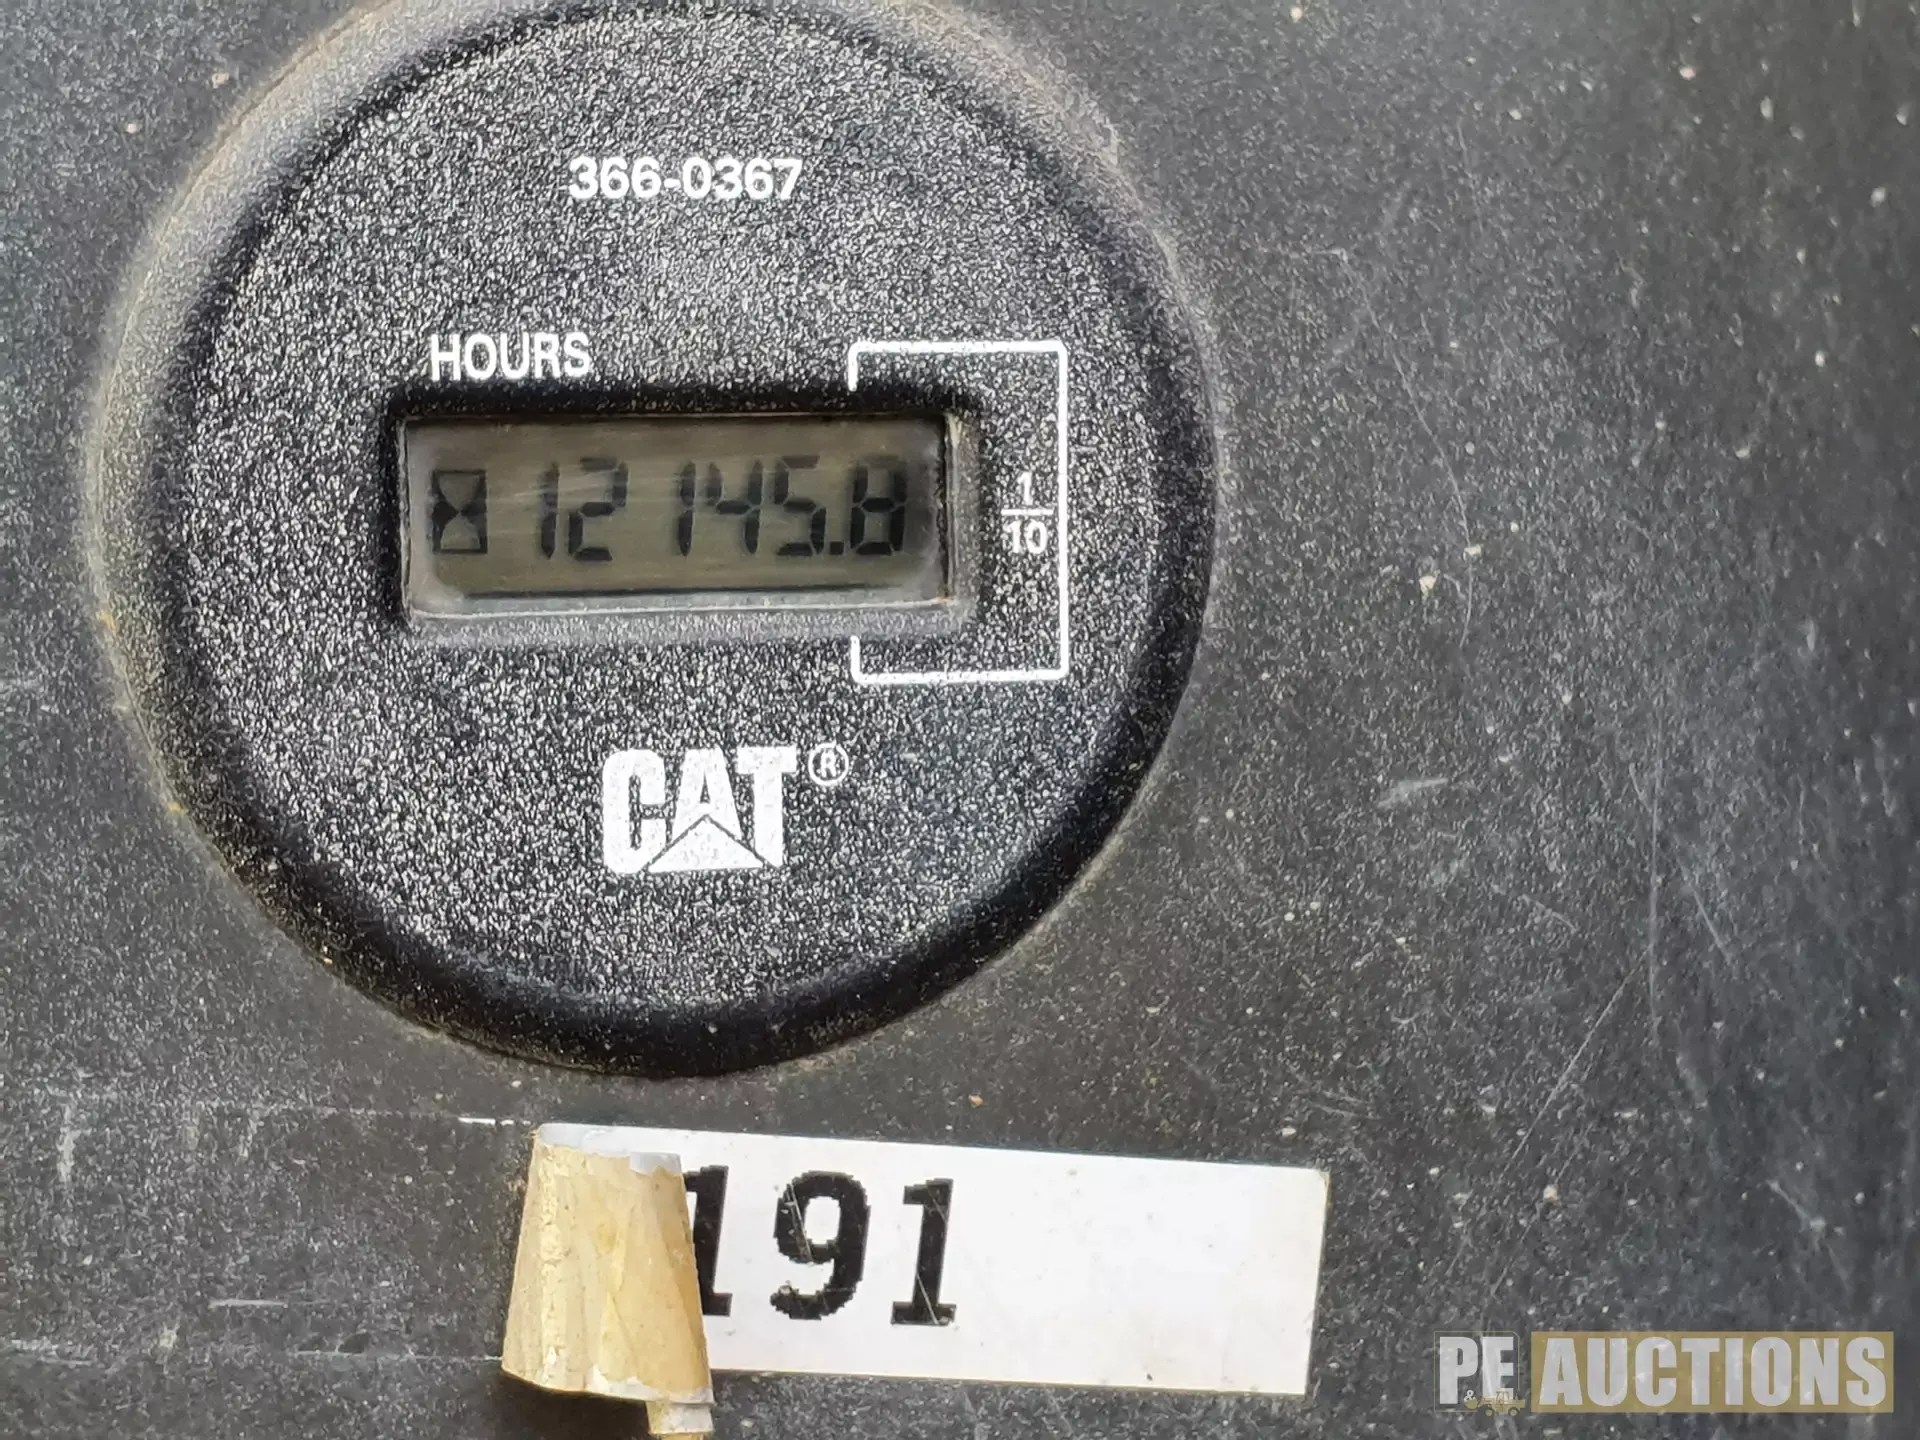 366-0367
HOURS
12145.8
1
10
CAT®
191
PE AUCTIONS